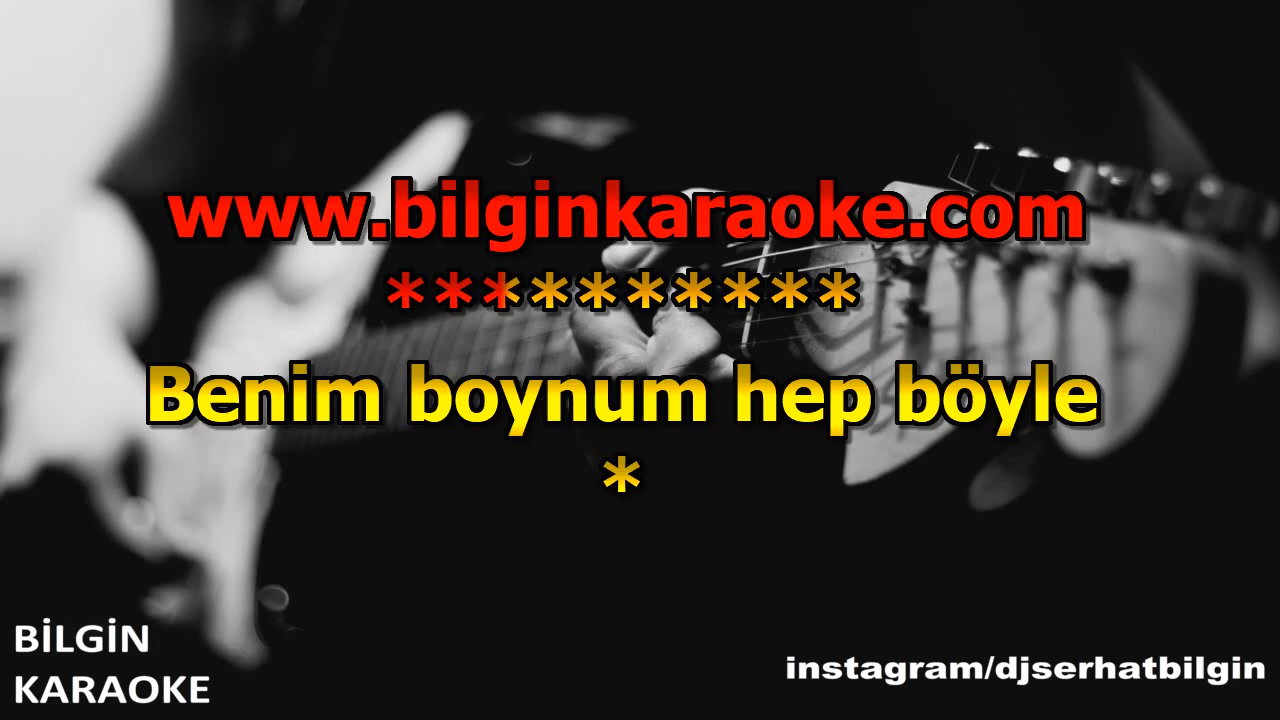 www.bilginkaraoke.com
**********
Benim boynum hep böyle
*
BİLGİN
KARAOKE
instagram/djserhatbilgin